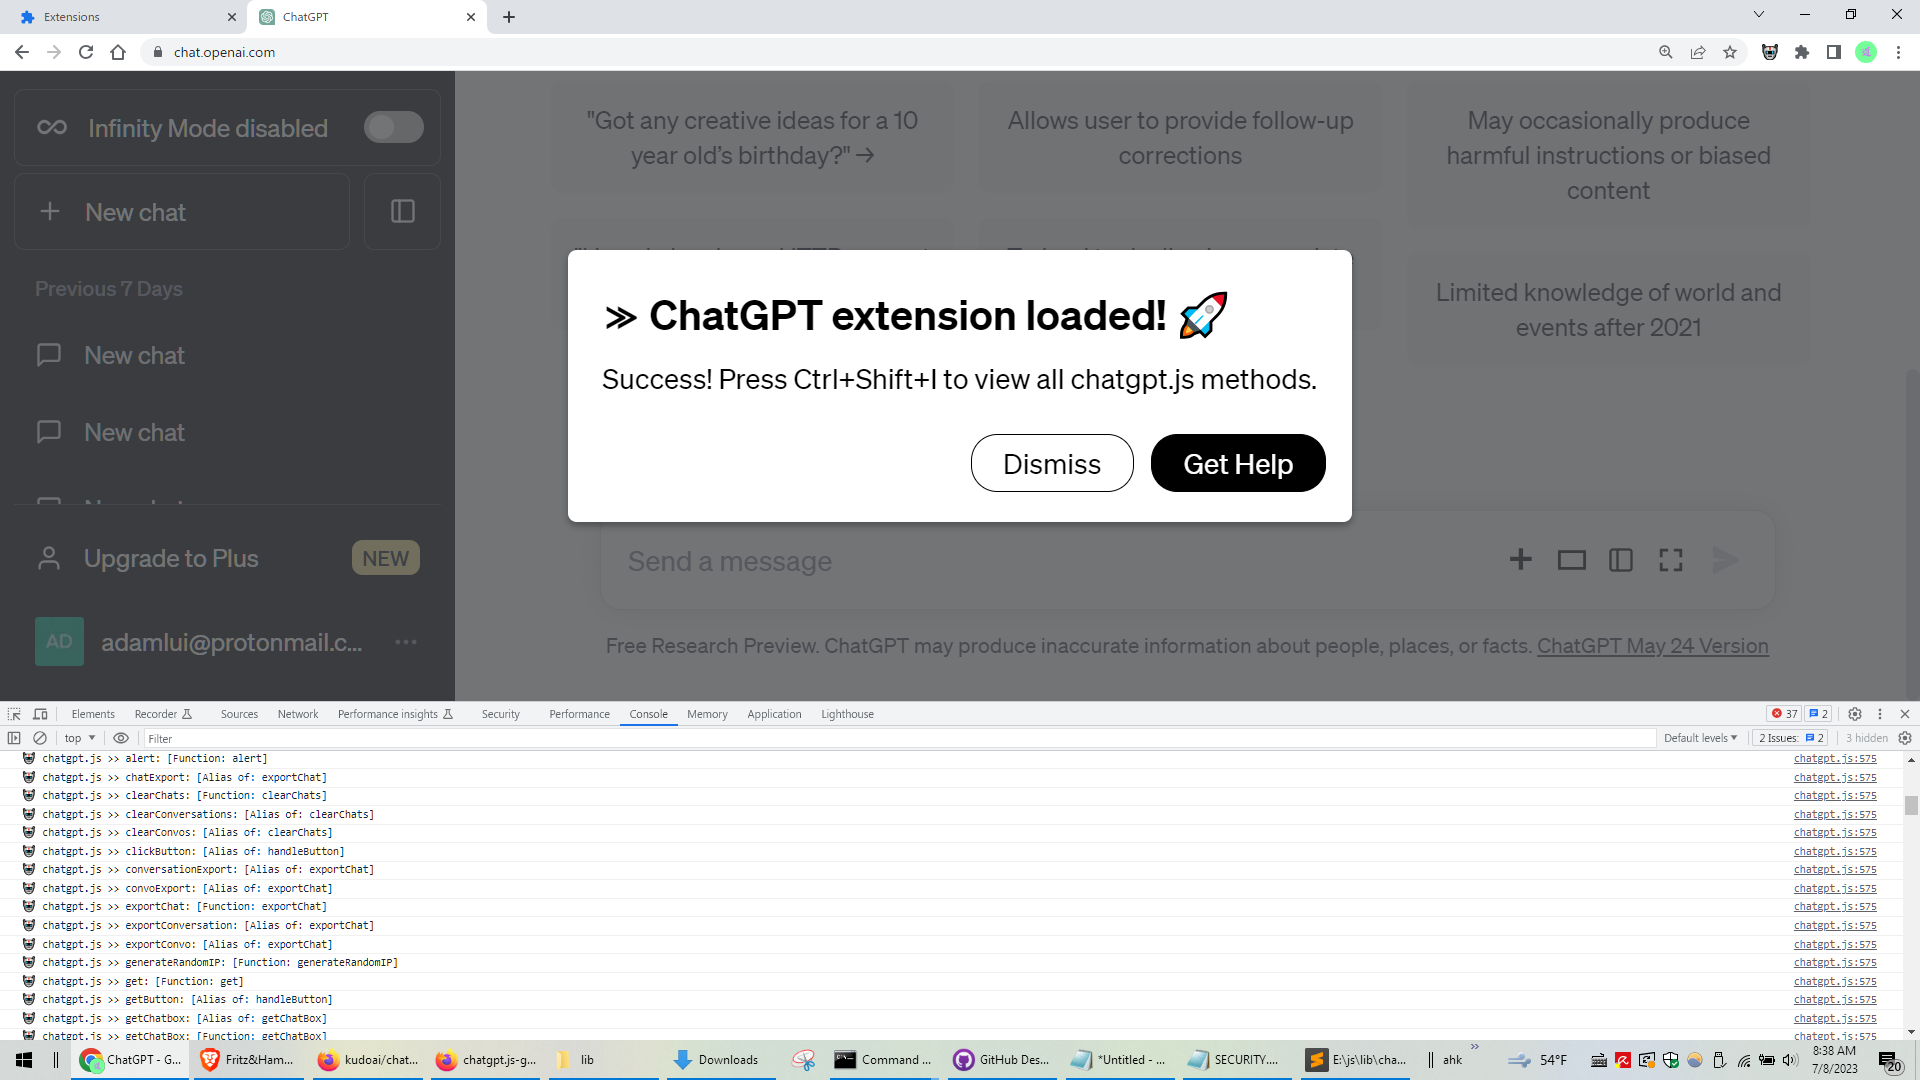 Extensions
ChatGPT
chat.openai.com
Infinity Mode disabled
New chat
Previous 7 Days
New chat
New chat
New chat
Upgrade to Plus
NEW
AD
adamlui@protonmail.c...
"Got any creative ideas for a 10
year old’s birthday?" →
Allows user to provide follow-up
corrections
May occasionally produce
harmful instructions or biased
content
Limited knowledge of world and
events after 2021
≫ ChatGPT extension loaded! 🚀
Success! Press Ctrl+Shift+I to view all chatgpt.js methods.
Dismiss
Get Help
Send a message
Free Research Preview. ChatGPT may produce inaccurate information about people, places, or facts. ChatGPT May 24 Version
Elements Recorder Sources Network Performance insights Security Performance Console Memory Application Lighthouse
37 2
top Filter Default levels 2 Issues: 2 3 hidden
chatgpt.js >> alert: [Function: alert] chatgpt.js:575
chatgpt.js >> chatExport: [Alias of: exportChat] chatgpt.js:575
chatgpt.js >> clearChats: [Function: clearChats] chatgpt.js:575
chatgpt.js >> clearConversations: [Alias of: clearChats] chatgpt.js:575
chatgpt.js >> clearConvos: [Alias of: clearChats] chatgpt.js:575
chatgpt.js >> clickButton: [Alias of: handleButton] chatgpt.js:575
chatgpt.js >> conversationExport: [Alias of: exportChat] chatgpt.js:575
chatgpt.js >> convoExport: [Alias of: exportChat] chatgpt.js:575
chatgpt.js >> exportChat: [Function: exportChat] chatgpt.js:575
chatgpt.js >> exportConversation: [Alias of: exportChat] chatgpt.js:575
chatgpt.js >> exportConvo: [Alias of: exportChat] chatgpt.js:575
chatgpt.js >> generateRandomIP: [Function: generateRandomIP] chatgpt.js:575
chatgpt.js >> get: [Function: get] chatgpt.js:575
chatgpt.js >> getButton: [Alias of: handleButton] chatgpt.js:575
chatgpt.js >> getChatbox: [Alias of: getChatBox] chatgpt.js:575
chatgpt.js >> getChatBox: [Function: getChatBox] chatgpt.js:575
ChatGPT - G... Fritz&Ham... kudoai/chat... chatgpt.js-g... lib Downloads Command ... GitHub Des... *Untitled - ... SECURITY.... E:\js\lib\cha... ahk 54°F
8:38 AM
7/8/2023
20